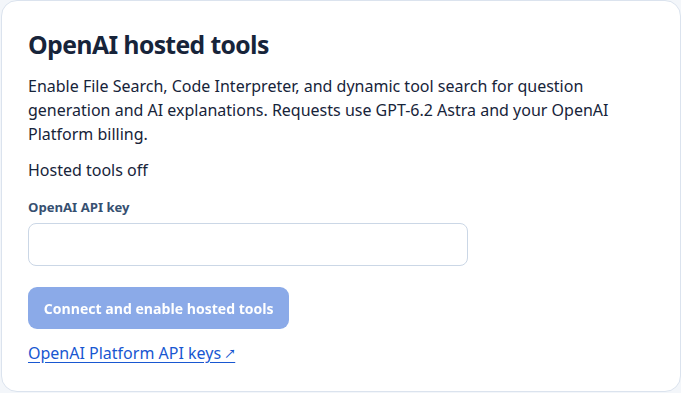 OpenAI hosted tools
Enable File Search, Code Interpreter, and dynamic tool search for question
generation and AI explanations. Requests use GPT-6.2 Astra and your OpenAI
Platform billing.
Hosted tools off
OpenAI API key
Connect and enable hosted tools
OpenAI Platform API keys ↗